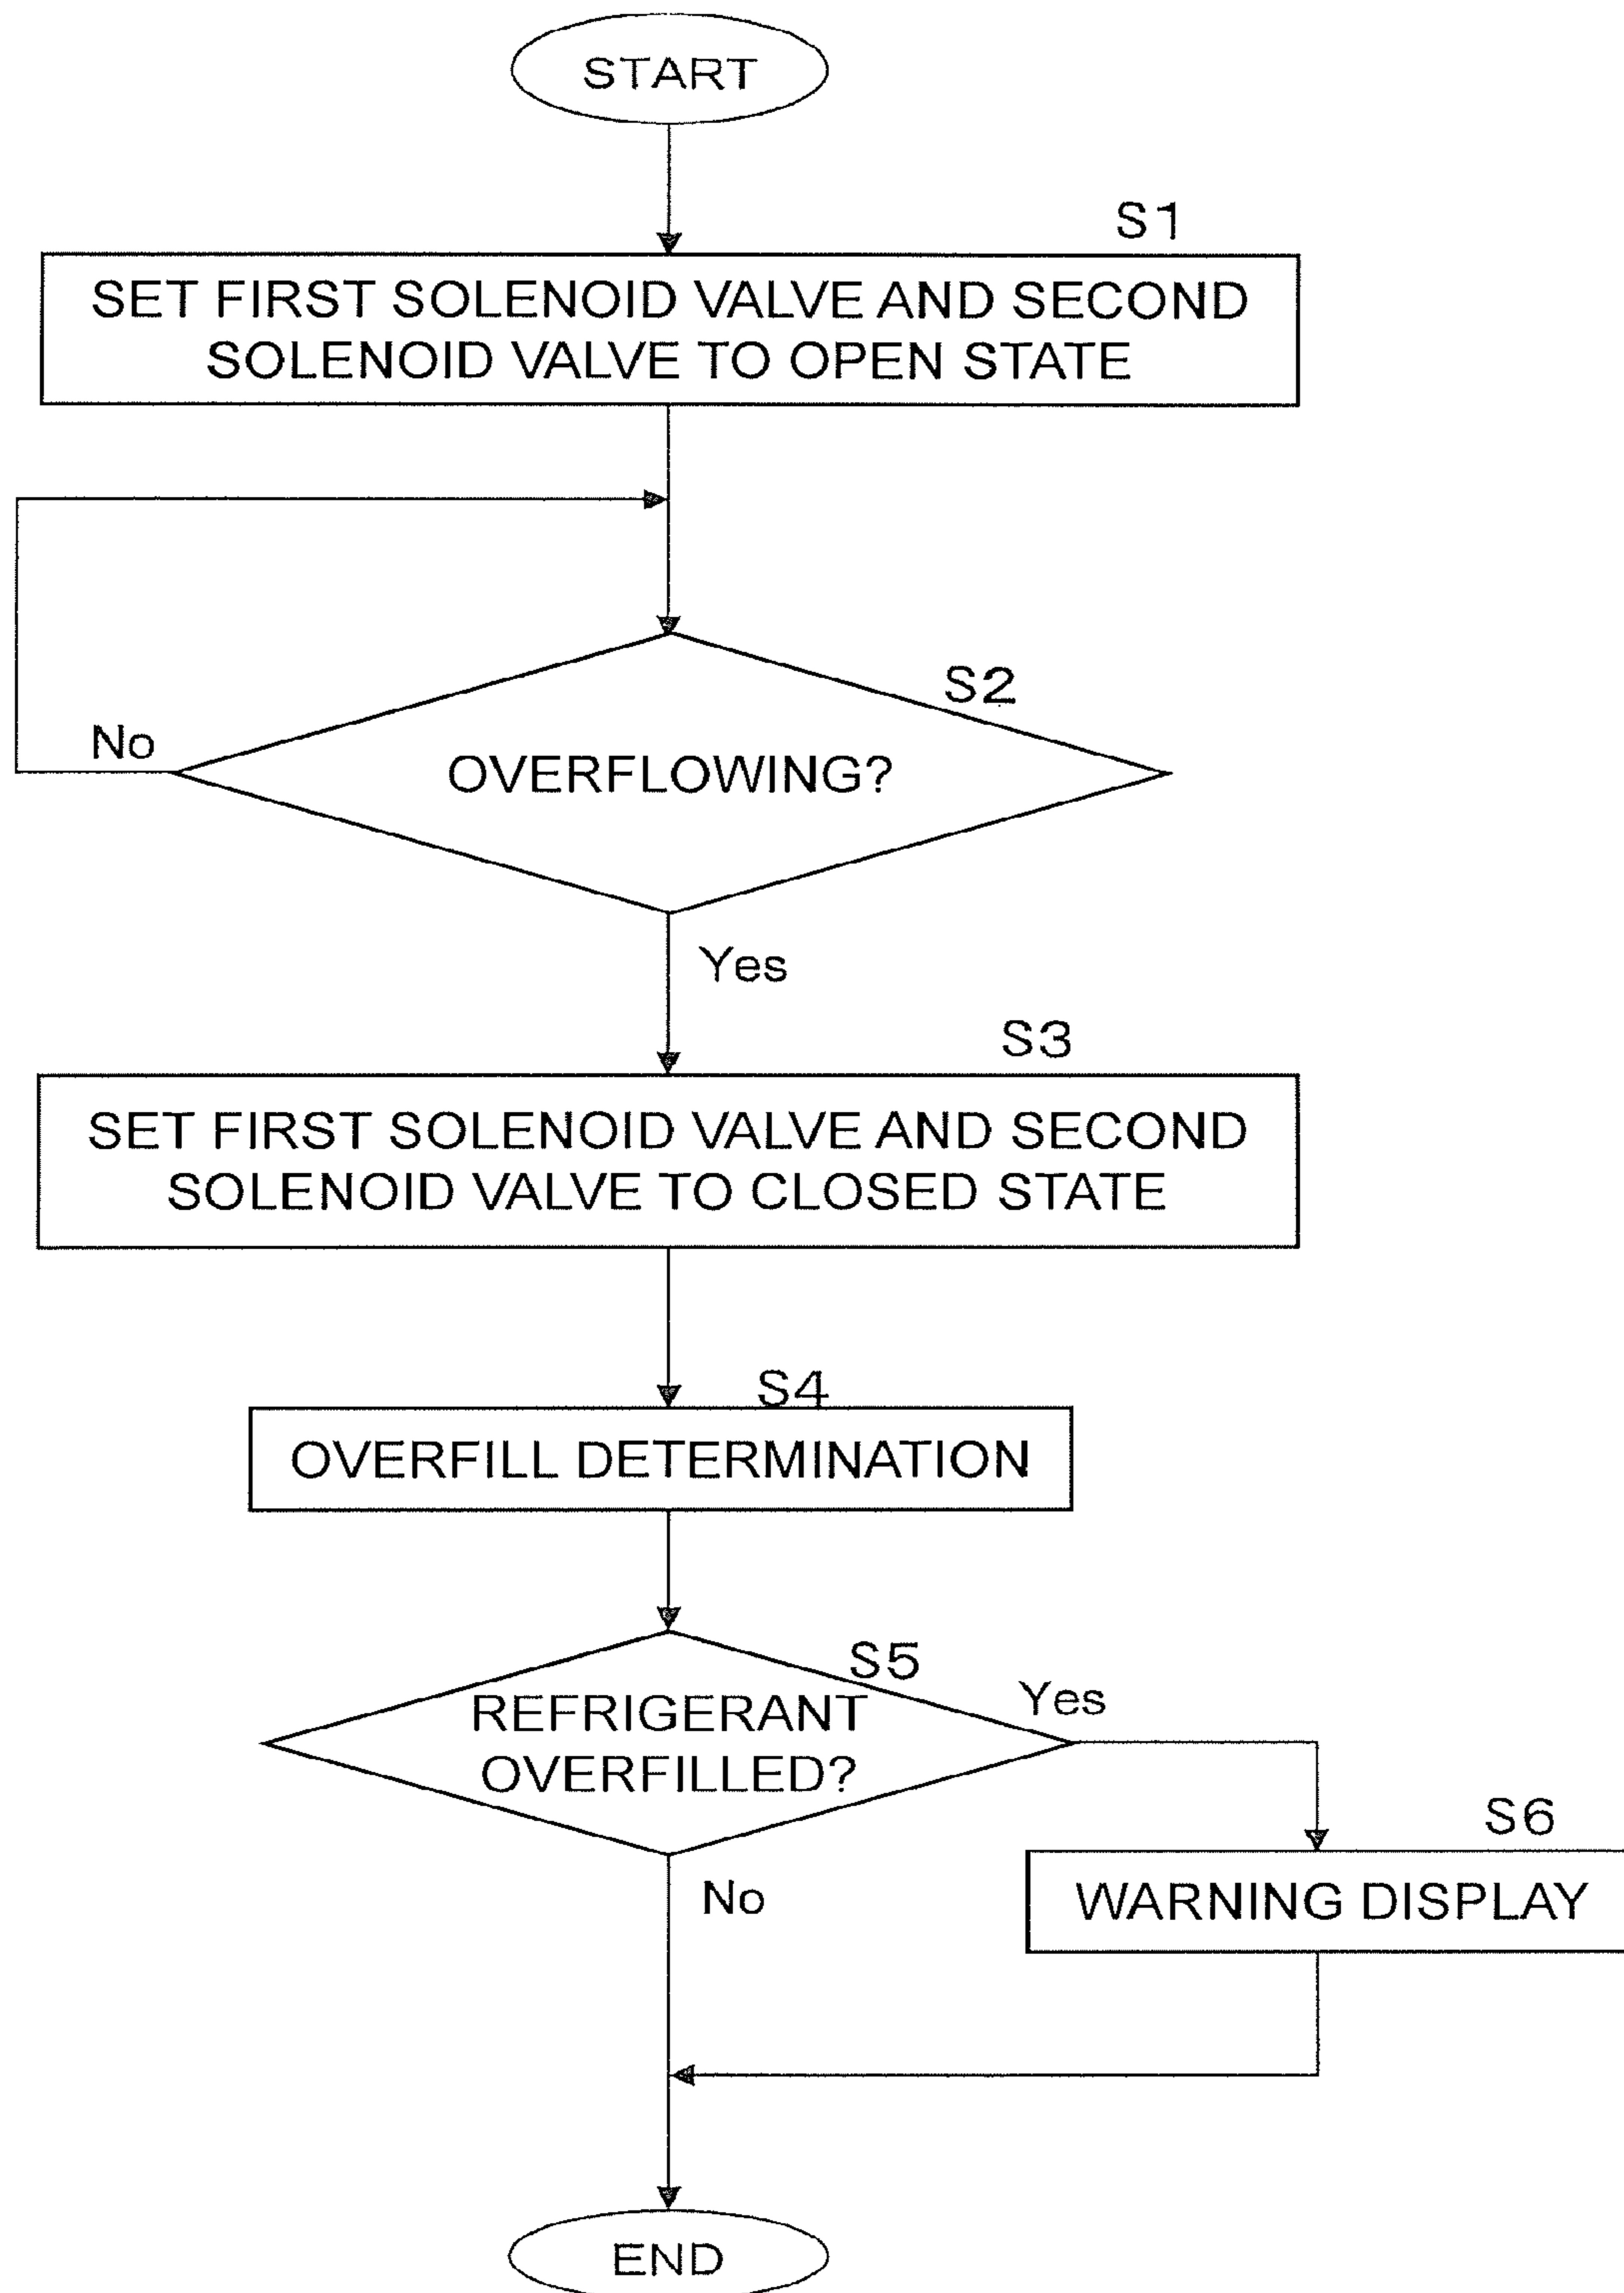 START
S1
SET FIRST SOLENOID VALVE AND SECOND
SOLENOID VALVE TO OPEN STATE
S2
No
OVERFLOWING?
Yes
S3
SET FIRST SOLENOID VALVE AND SECOND
SOLENOID VALVE TO CLOSED STATE
S4
OVERFILL DETERMINATION
S5
Yes
REFRIGERANT
OVERFILLED?
S6
No
WARNING DISPLAY
END